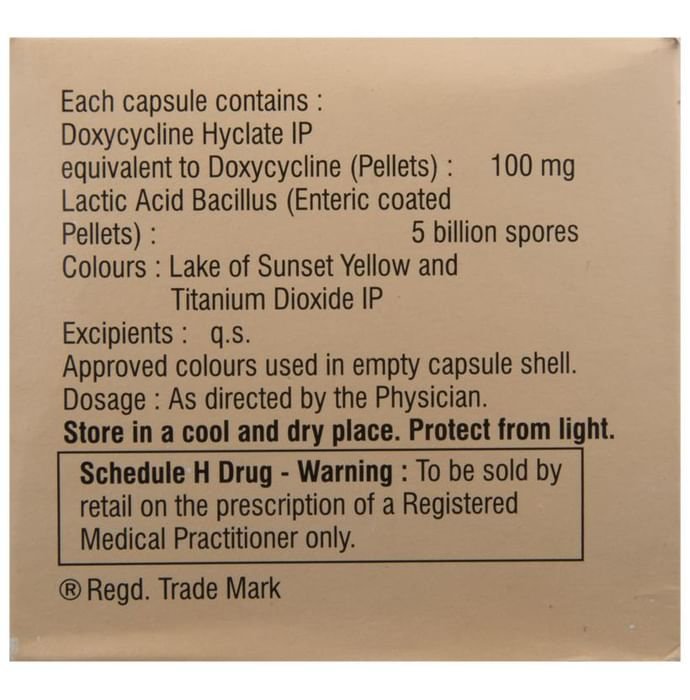 Each capsule contains :
Doxycycline Hyclate IP
equivalent to Doxycycline (Pellets) : 100 mg
Lactic Acid Bacillus (Enteric coated
Pellets) : 5 billion spores
Colours : Lake of Sunset Yellow and
Titanium Dioxide IP
Excipients : q.s.
Approved colours used in empty capsule shell.
Dosage : As directed by the Physician.
Store in a cool and dry place. Protect from light.
Schedule H Drug - Warning : To be sold by
retail on the prescription of a Registered
Medical Practitioner only.
® Regd. Trade Mark